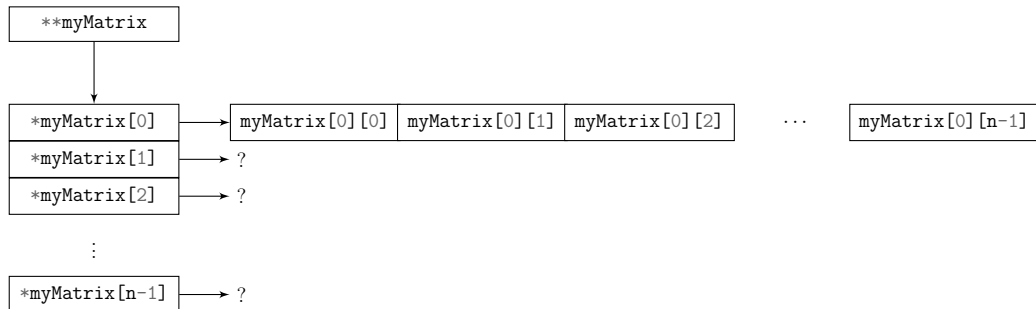 **myMatrix
*myMatrix[0] myMatrix[0][0] myMatrix[0][1] myMatrix[0][2] ... myMatrix[0][n-1]
*myMatrix[1] ?
*myMatrix[2] ?
⋮
*myMatrix[n-1] ?